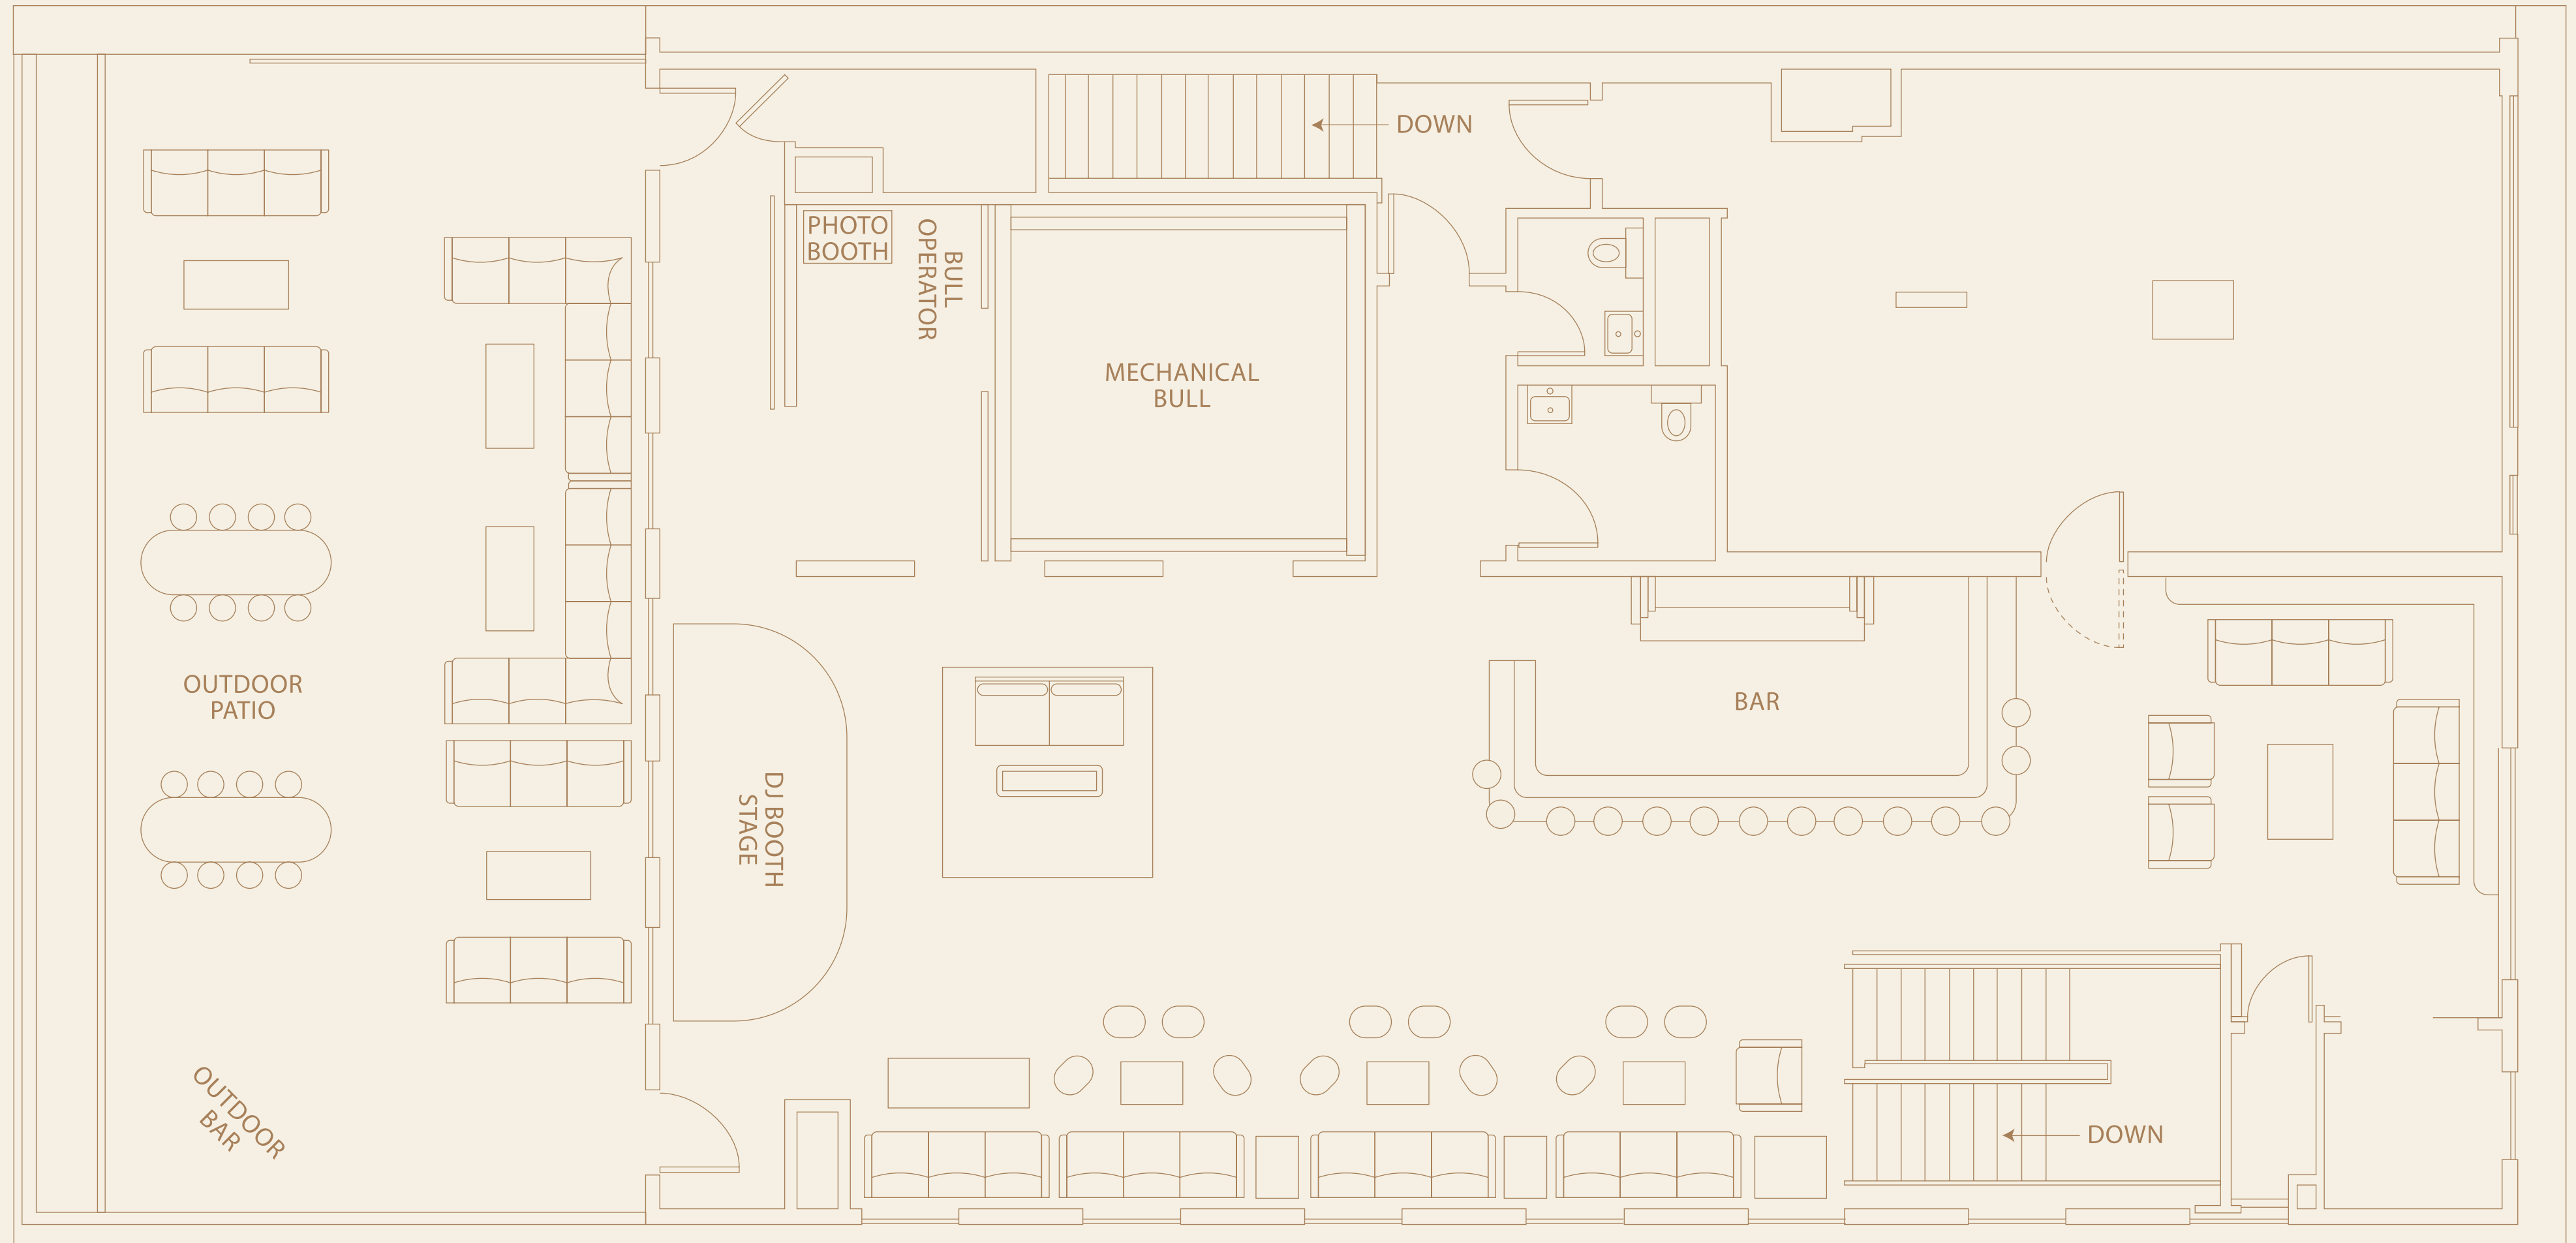 DOWN
PHOTO
BOOTH
BULL
OPERATOR
MECHANICAL
BULL
OUTDOOR
PATIO
BAR
DJ BOOTH
STAGE
OUTDOOR
BAR
DOWN